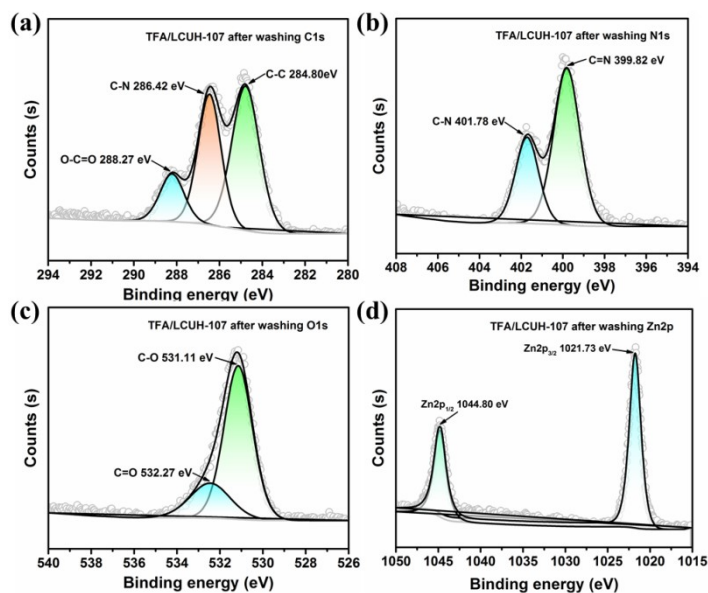 (a)
TFA/LCUH-107 after washing C1s
C-N 286.42 eV
C-C 284.80eV
O-C=O 288.27 eV
Counts (s)
294 292 290 288 286 284 282 280
Binding energy (eV)
(b)
TFA/LCUH-107 after washing N1s
C=N 399.82 eV
C-N 401.78 eV
Counts (s)
408 406 404 402 400 398 396 394
Binding energy (eV)
(c)
TFA/LCUH-107 after washing O1s
C-O 531.11 eV
C=O 532.27 eV
Counts (s)
540 538 536 534 532 530 528 526
Binding energy (eV)
(d)
TFA/LCUH-107 after washing Zn2p
Zn2p3/2 1021.73 eV
Zn2p1/2 1044.80 eV
Counts (s)
1050 1045 1040 1035 1030 1025 1020 1015
Binding energy (eV)